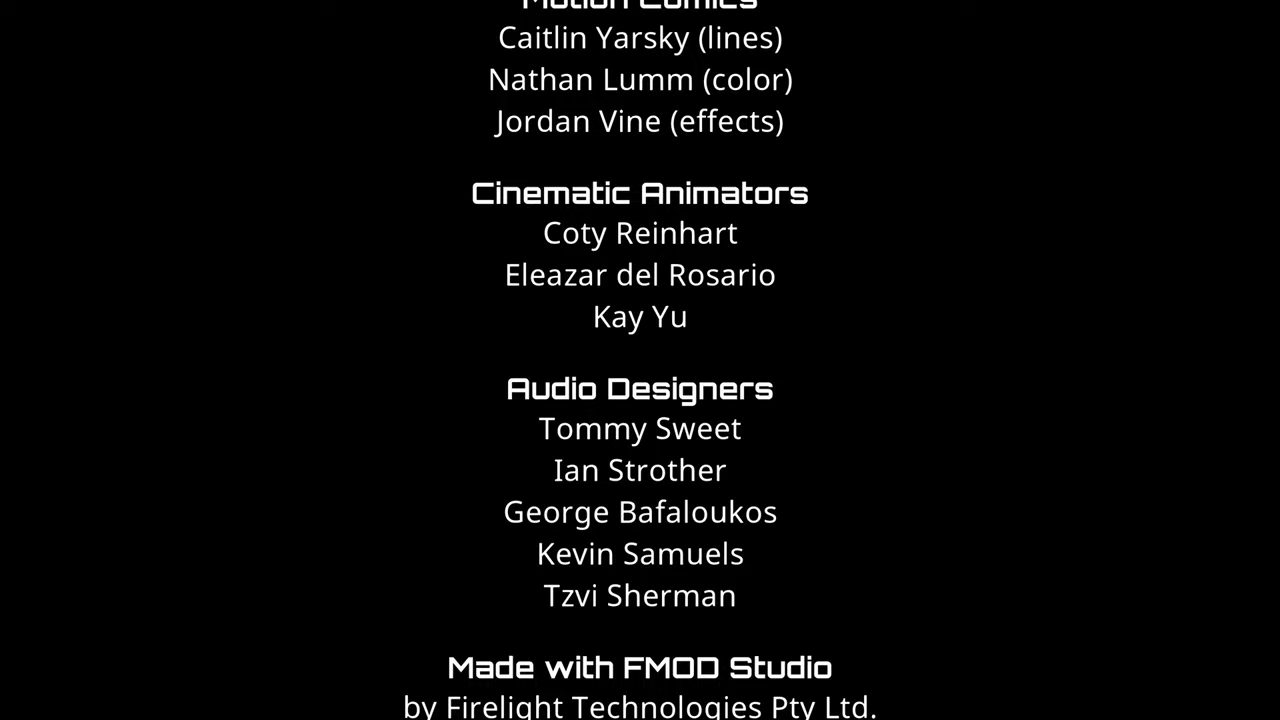 Motion Comics
Caitlin Yarsky (lines)
Nathan Lumm (color)
Jordan Vine (effects)
Cinematic Animators
Coty Reinhart
Eleazar del Rosario
Kay Yu
Audio Designers
Tommy Sweet
Ian Strother
George Bafaloukos
Kevin Samuels
Tzvi Sherman
Made with FMOD Studio
by Firelight Technologies Pty Ltd.